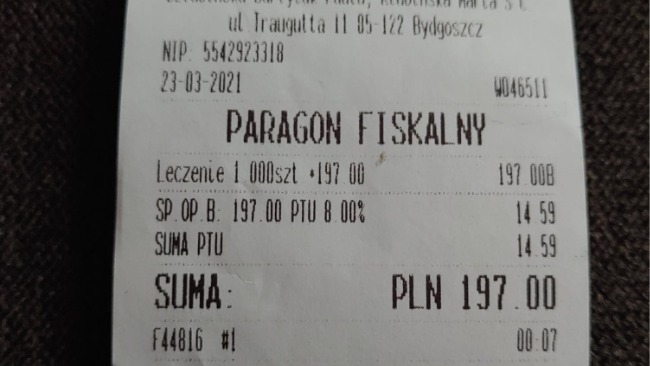 ul Traugutta 11 85-122 Bydgoszcz
NIP: 5542923318
23-03-2021 W046511
PARAGON FISKALNY
Leczenie 1.000szt *197.00 197.00B
SP.OP.B: 197.00 PTU 8.00% 14.59
SUMA PTU 14.59
SUMA: PLN 197.00
F44816 #1 00:07